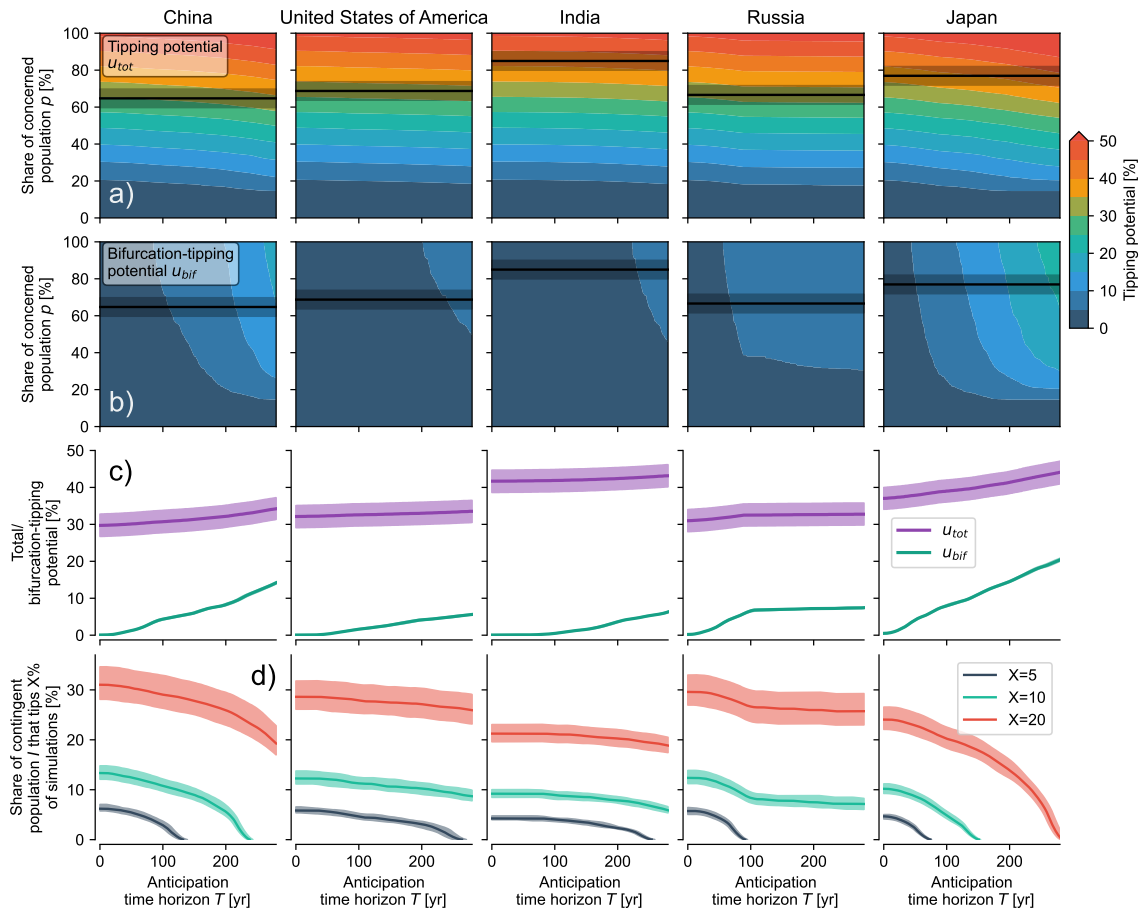 China United States of America India Russia Japan
100
80
60
40
20
0
Share of concerned
population p [%]
Tipping potential
u_tot
a)
50
40
30
20
10
0
Tipping potential [%]
100
80
60
40
20
0
Share of concerned
population p [%]
Bifurcation-tipping
potential u_bif
b)
50
40
30
20
10
0
Total/
bifurcation-tipping
potential [%]
c)
u_tot
u_bif
30
20
10
0
Share of contingent
population l that tips X%
of simulations [%]
d)
X=5
X=10
X=20
0 100 200 0 100 200 0 100 200 0 100 200 0 100 200
Anticipation Anticipation Anticipation Anticipation Anticipation
time horizon T [yr] time horizon T [yr] time horizon T [yr] time horizon T [yr] time horizon T [yr]